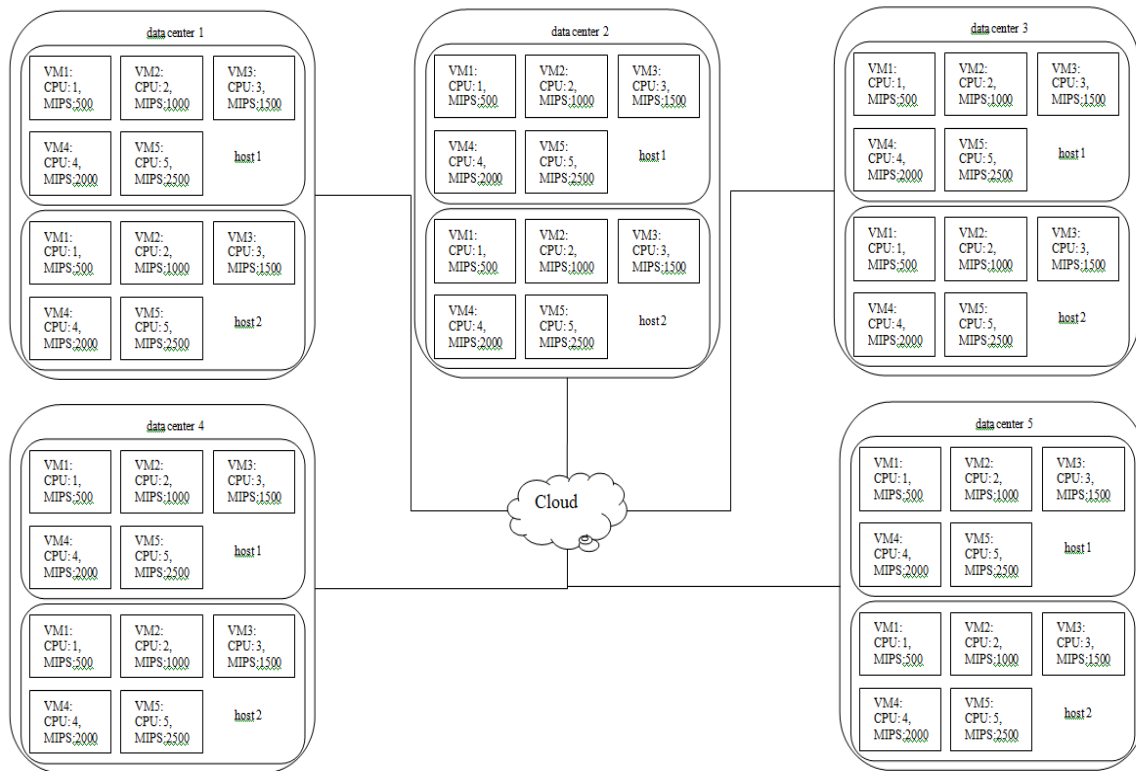 data center 1
VM1:
CPU: 1,
MIPS:500
VM2:
CPU: 2,
MIPS:1000
VM3:
CPU: 3,
MIPS:1500
VM4:
CPU: 4,
MIPS:2000
VM5:
CPU: 5,
MIPS:2500
host 1
VM1:
CPU: 1,
MIPS:500
VM2:
CPU: 2,
MIPS:1000
VM3:
CPU: 3,
MIPS:1500
VM4:
CPU: 4,
MIPS:2000
VM5:
CPU: 5,
MIPS:2500
host 2
data center 2
VM1:
CPU: 1,
MIPS:500
VM2:
CPU: 2,
MIPS:1000
VM3:
CPU: 3,
MIPS:1500
VM4:
CPU: 4,
MIPS:2000
VM5:
CPU: 5,
MIPS:2500
host 1
VM1:
CPU: 1,
MIPS:500
VM2:
CPU: 2,
MIPS:1000
VM3:
CPU: 3,
MIPS:1500
VM4:
CPU: 4,
MIPS:2000
VM5:
CPU: 5,
MIPS:2500
host 2
data center 3
VM1:
CPU: 1,
MIPS:500
VM2:
CPU: 2,
MIPS:1000
VM3:
CPU: 3,
MIPS:1500
VM4:
CPU: 4,
MIPS:2000
VM5:
CPU: 5,
MIPS:2500
host 1
VM1:
CPU: 1,
MIPS:500
VM2:
CPU: 2,
MIPS:1000
VM3:
CPU: 3,
MIPS:1500
VM4:
CPU: 4,
MIPS:2000
VM5:
CPU: 5,
MIPS:2500
host 2
Cloud
data center 4
VM1:
CPU: 1,
MIPS:500
VM2:
CPU: 2,
MIPS:1000
VM3:
CPU: 3,
MIPS:1500
VM4:
CPU: 4,
MIPS:2000
VM5:
CPU: 5,
MIPS:2500
host 1
VM1:
CPU: 1,
MIPS:500
VM2:
CPU: 2,
MIPS:1000
VM3:
CPU: 3,
MIPS:1500
VM4:
CPU: 4,
MIPS:2000
VM5:
CPU: 5,
MIPS:2500
host 2
data center 5
VM1:
CPU: 1,
MIPS:500
VM2:
CPU: 2,
MIPS:1000
VM3:
CPU: 3,
MIPS:1500
VM4:
CPU: 4,
MIPS:2000
VM5:
CPU: 5,
MIPS:2500
host 1
VM1:
CPU: 1,
MIPS:500
VM2:
CPU: 2,
MIPS:1000
VM3:
CPU: 3,
MIPS:1500
VM4:
CPU: 4,
MIPS:2000
VM5:
CPU: 5,
MIPS:2500
host 2